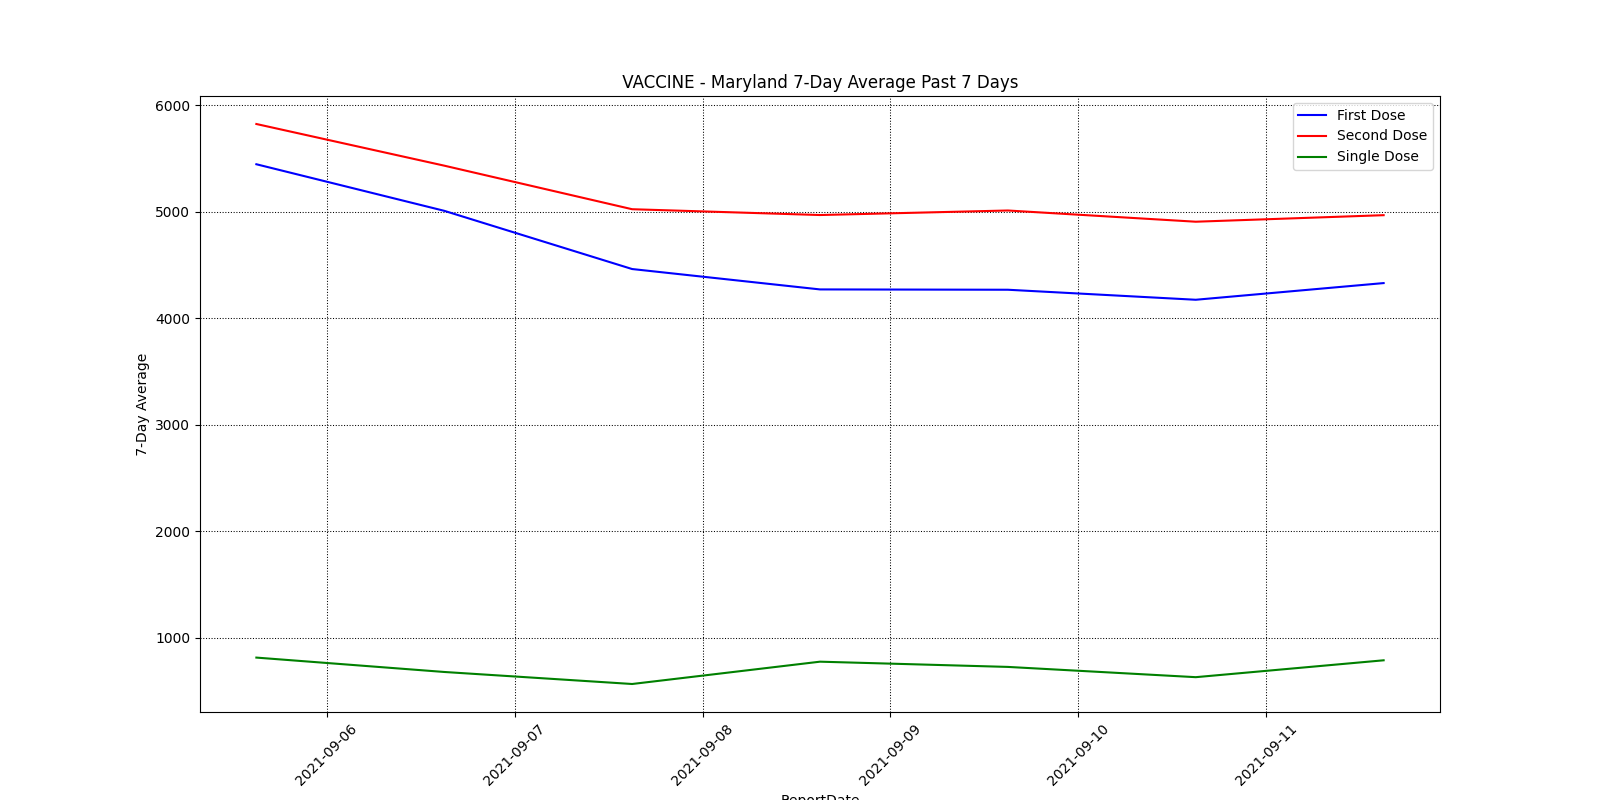 VACCINE - Maryland 7-Day Average Past 7 Days
6000
5000
4000
3000
2000
1000
7-Day Average
First Dose
Second Dose
Single Dose
2021-09-06
2021-09-07
2021-09-08
2021-09-09
2021-09-10
2021-09-11
ReportDate